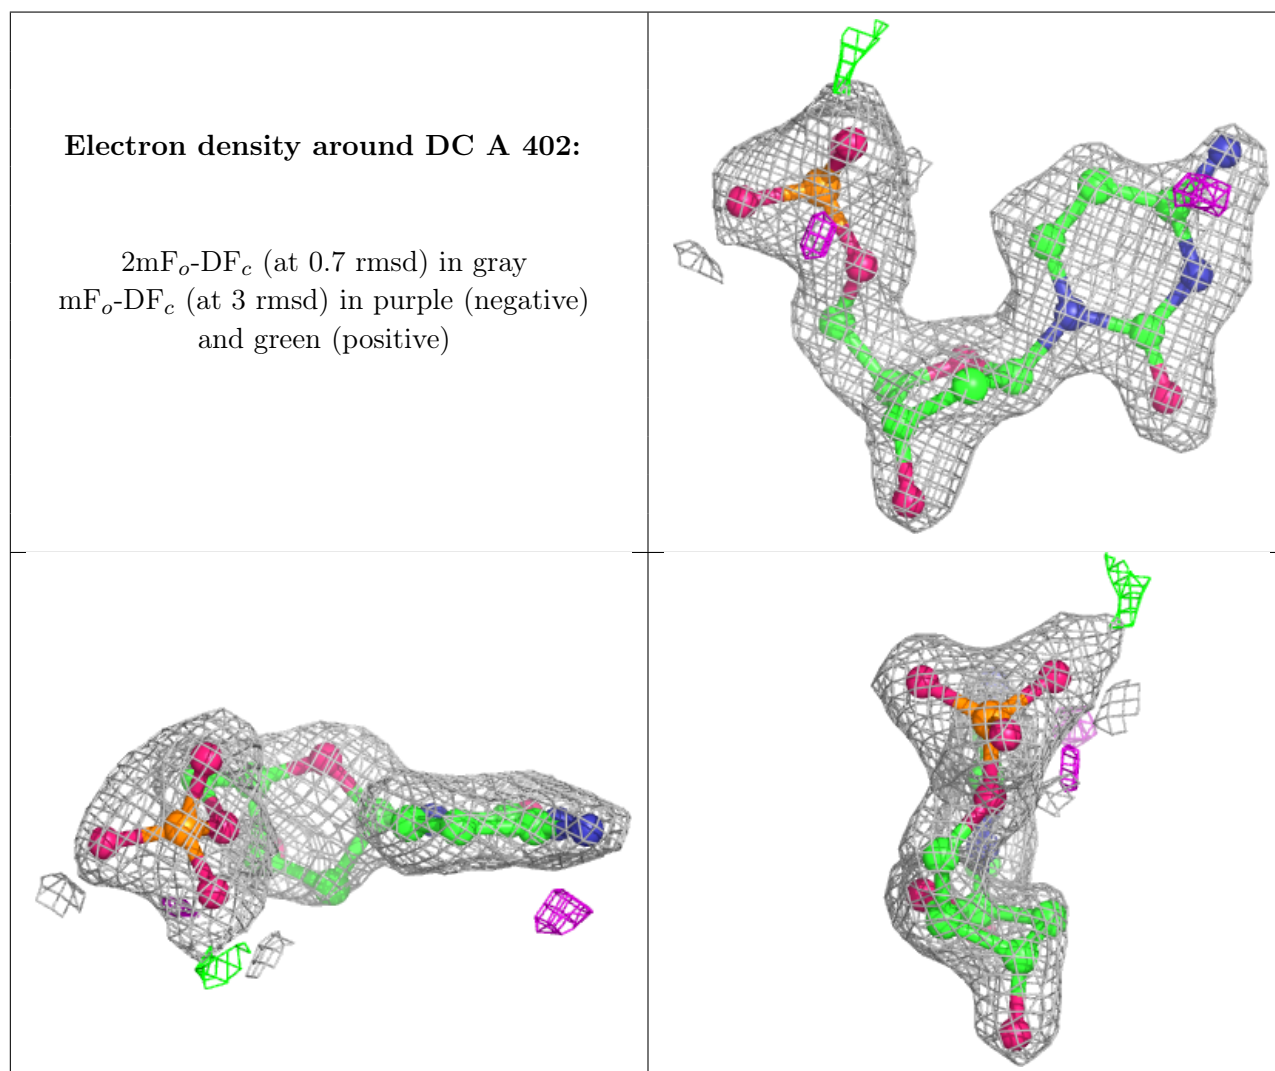 Electron density around DC A 402:
2mFo-DFc (at 0.7 rmsd) in gray
mFo-DFc (at 3 rmsd) in purple (negative)
and green (positive)